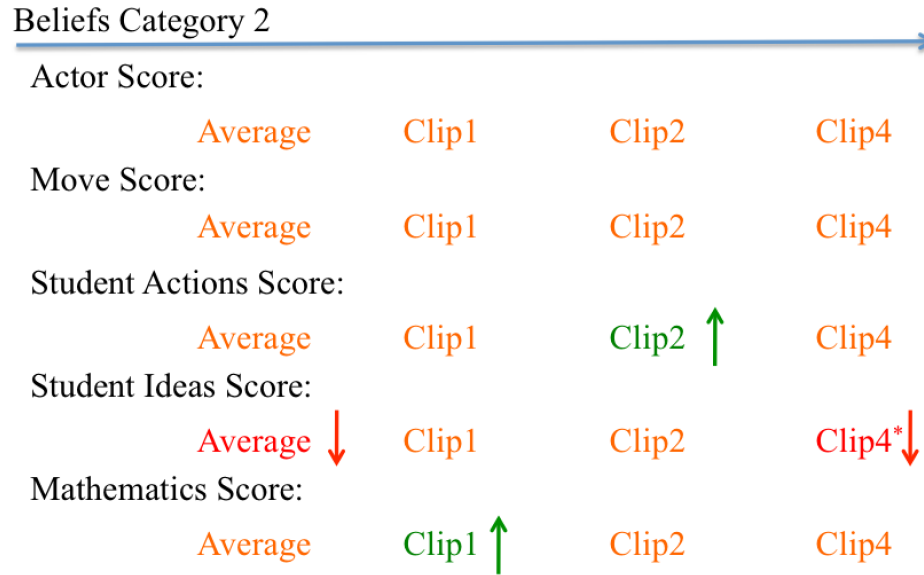 Beliefs Category 2
Actor Score:
Average Clip1 Clip2 Clip4
Move Score:
Average Clip1 Clip2 Clip4
Student Actions Score:
Average Clip1 Clip2 Clip4
Student Ideas Score:
Average Clip1 Clip2 Clip4*
Mathematics Score:
Average Clip1 Clip2 Clip4